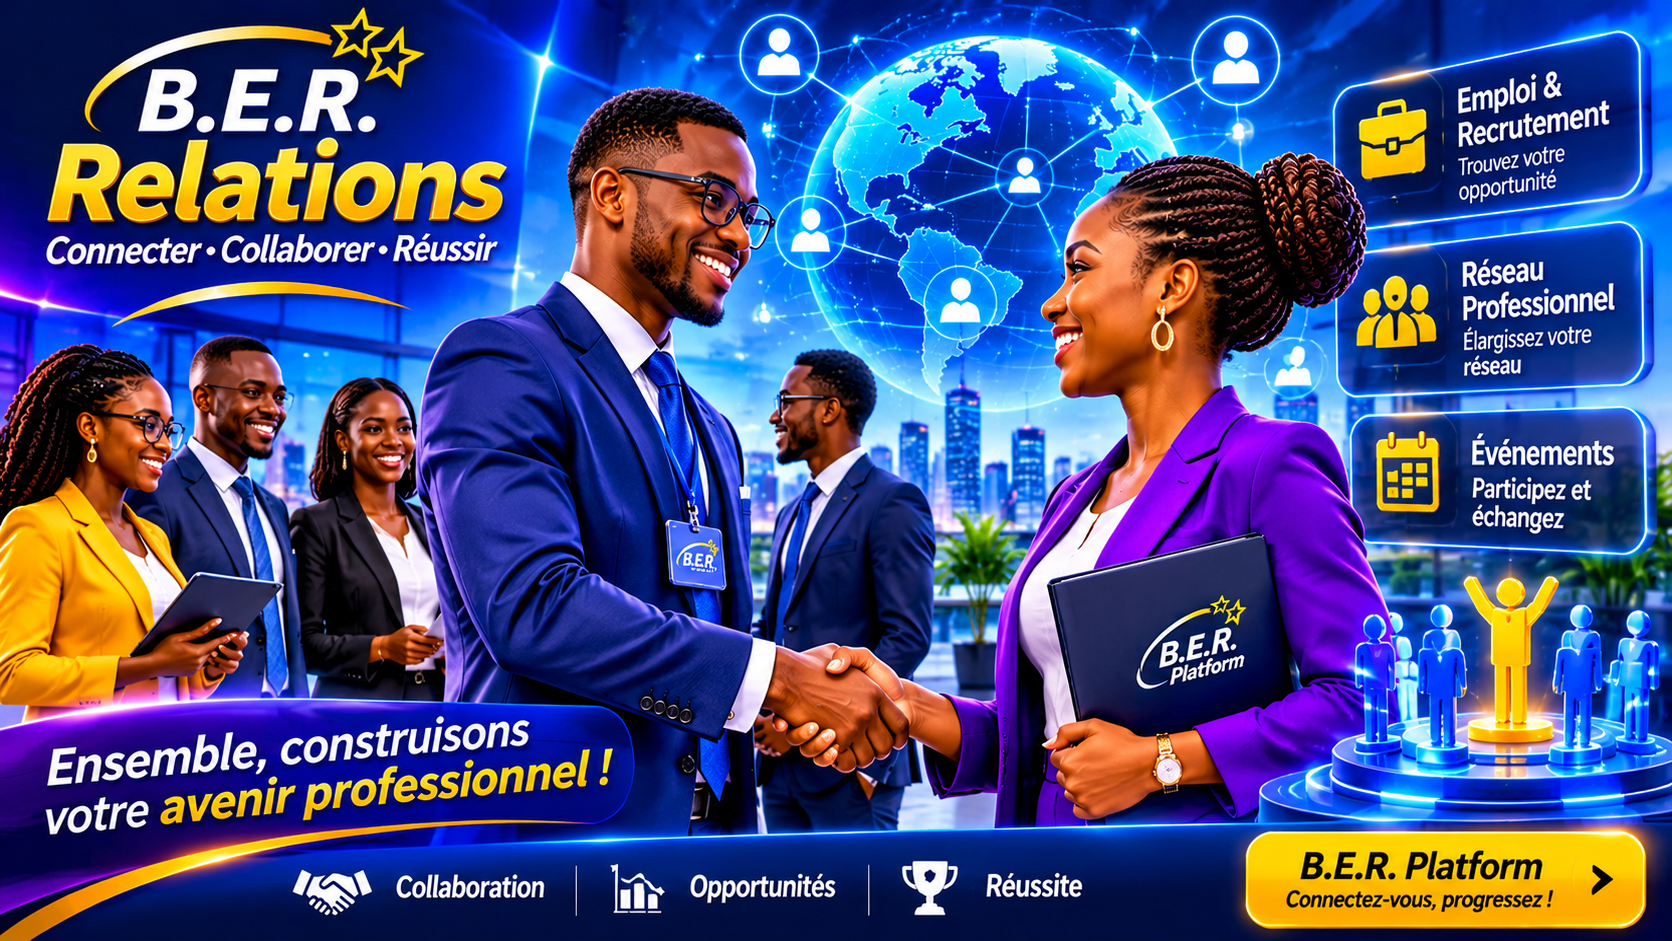 B.E.R.
Relations
Connecter • Collaborer • Réussir
Emploi &
Recrutement
Trouvez votre
opportunité
Réseau
Professionnel
Élargissez votre
réseau
Événements
Participez et
échangez
B.E.R.
B.E.R.
Platform
Ensemble, construisons
votre avenir professionnel !
Collaboration
Opportunités
Réussite
B.E.R. Platform
Connectez-vous, progressez !